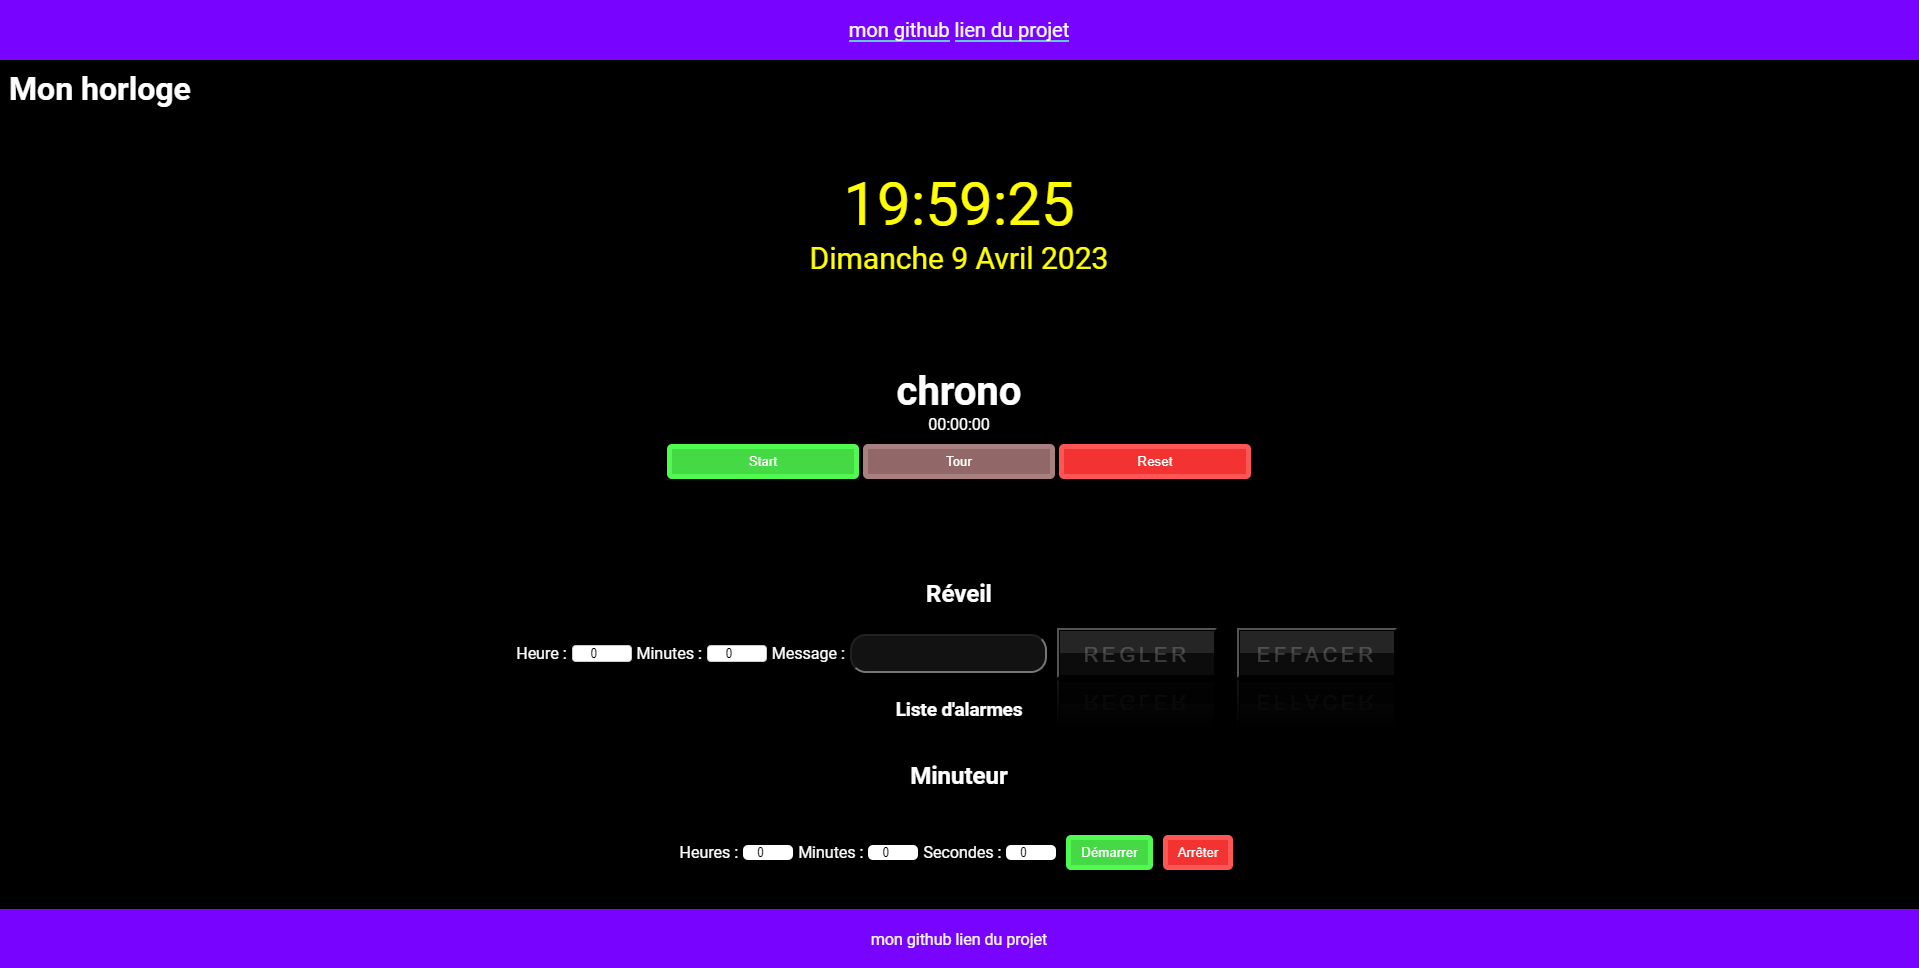 mon github lien du projet
Mon horloge
19:59:25
Dimanche 9 Avril 2023
chrono
00:00:00
Start Tour Reset
Réveil
Heure : 0 Minutes : 0 Message : REGLER EFFACER
Liste d'alarmes
Minuteur
Heures : 0 Minutes : 0 Secondes : 0 Démarrer Arrêter
mon github lien du projet